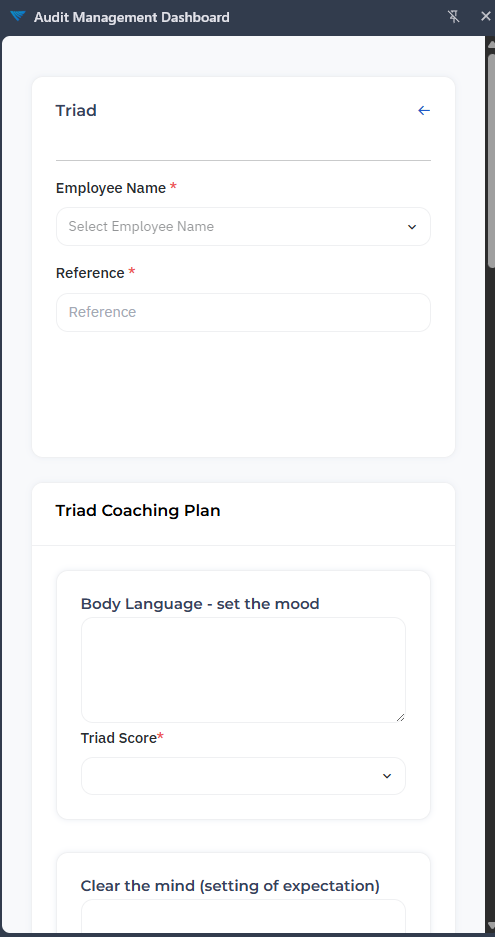 Audit Management Dashboard
Triad
Employee Name *
Select Employee Name
Reference *
Reference
Triad Coaching Plan
Body Language - set the mood
Triad Score*
Clear the mind (setting of expectation)